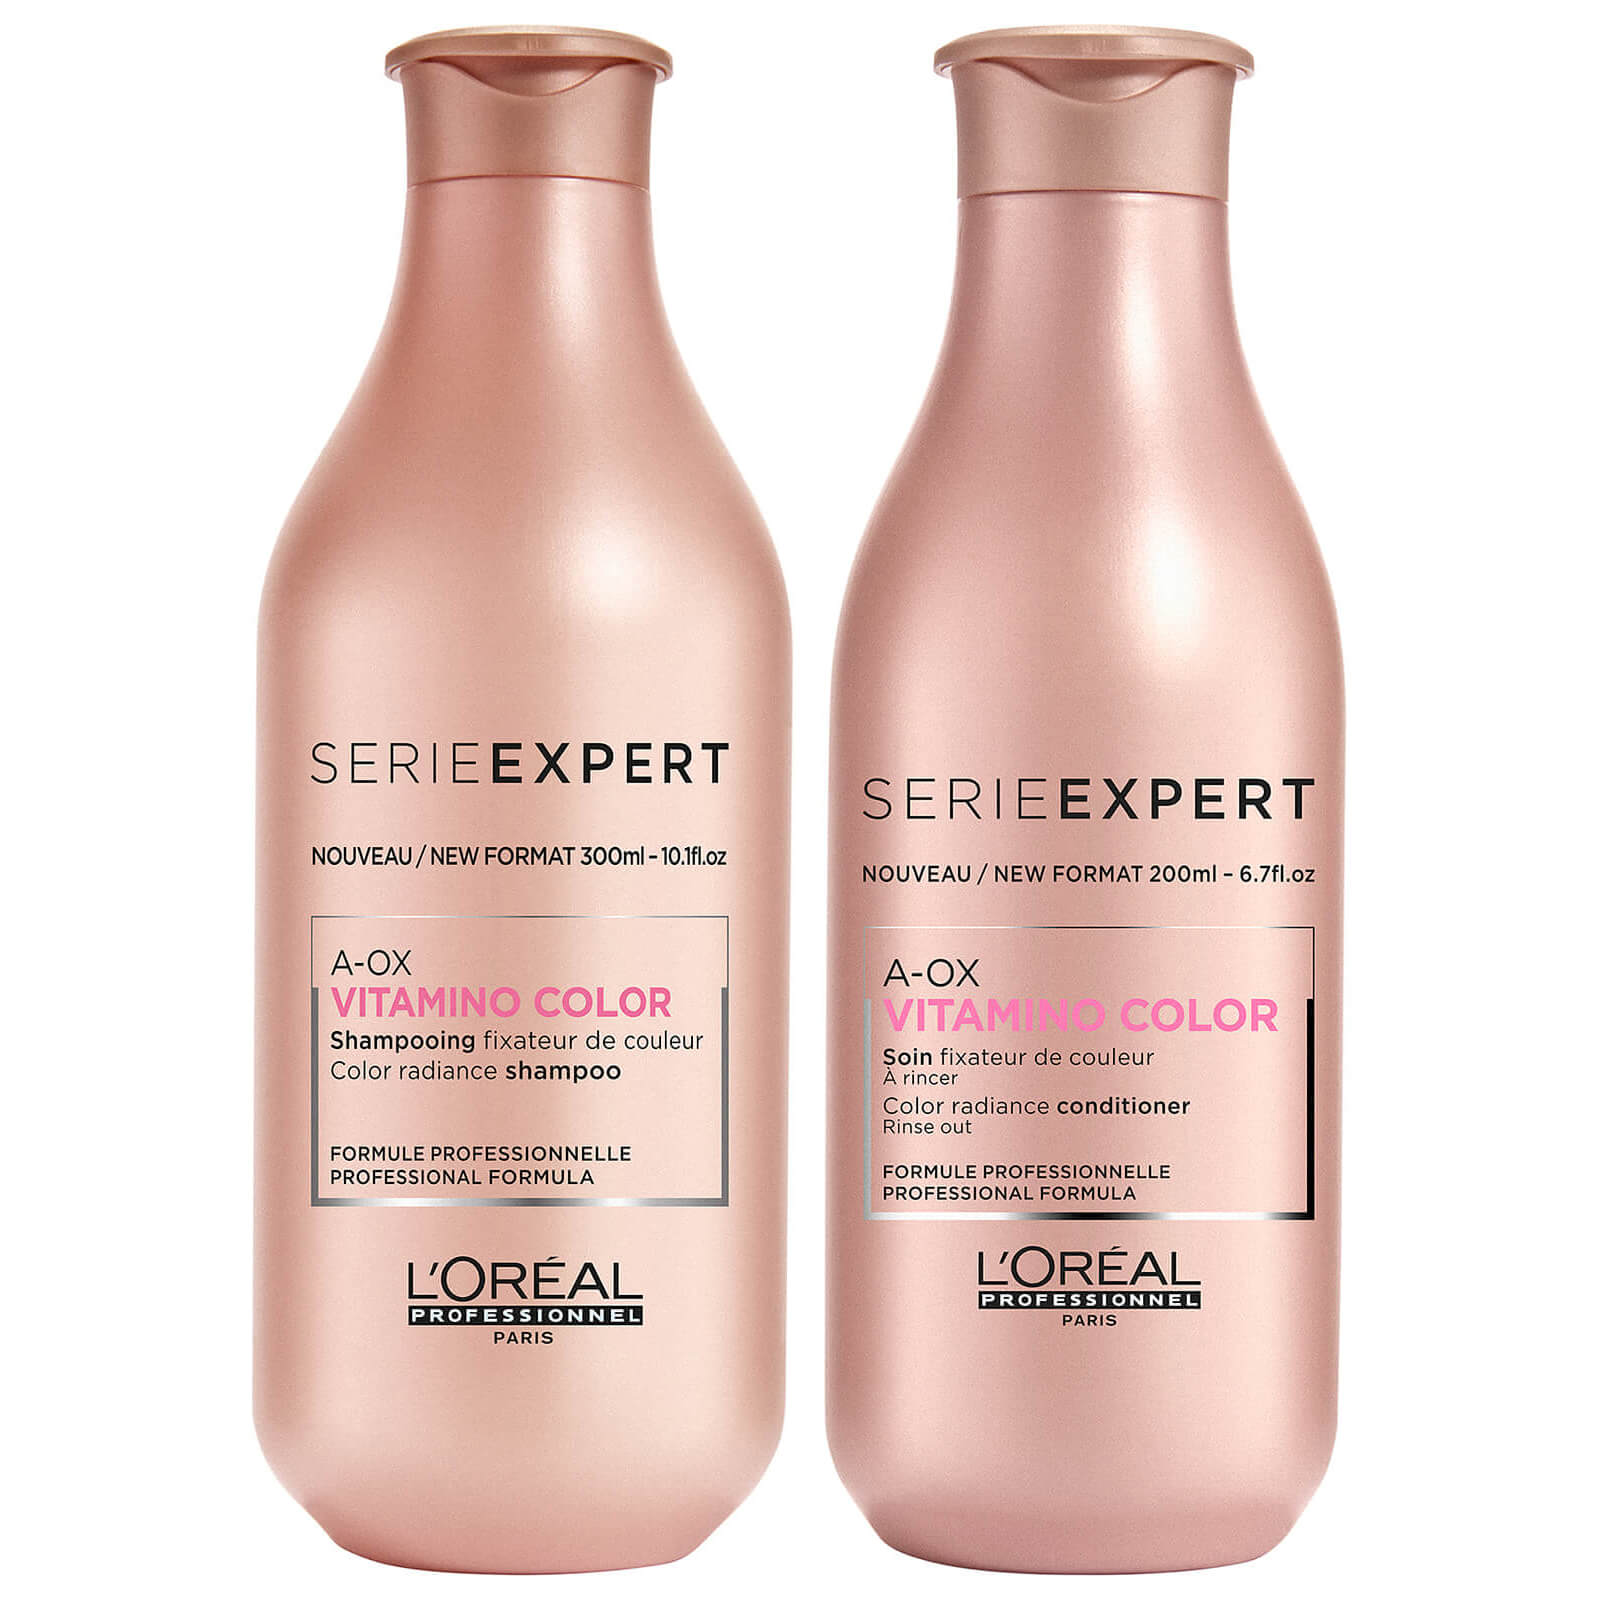 SERIEEXPERT
NOUVEAU / NEW FORMAT 300ml - 10.1fl.oz
A-OX
VITAMINO COLOR
Shampooing fixateur de couleur
Color radiance shampoo
FORMULE PROFESSIONNELLE
PROFESSIONAL FORMULA
L'ORÉAL
PROFESSIONNEL
PARIS
SERIEEXPERT
NOUVEAU / NEW FORMAT 200ml - 6.7fl.oz
A-OX
VITAMINO COLOR
Soin fixateur de couleur
À rincer
Color radiance conditioner
Rinse out
FORMULE PROFESSIONNELLE
PROFESSIONAL FORMULA
L'ORÉAL
PROFESSIONNEL
PARIS